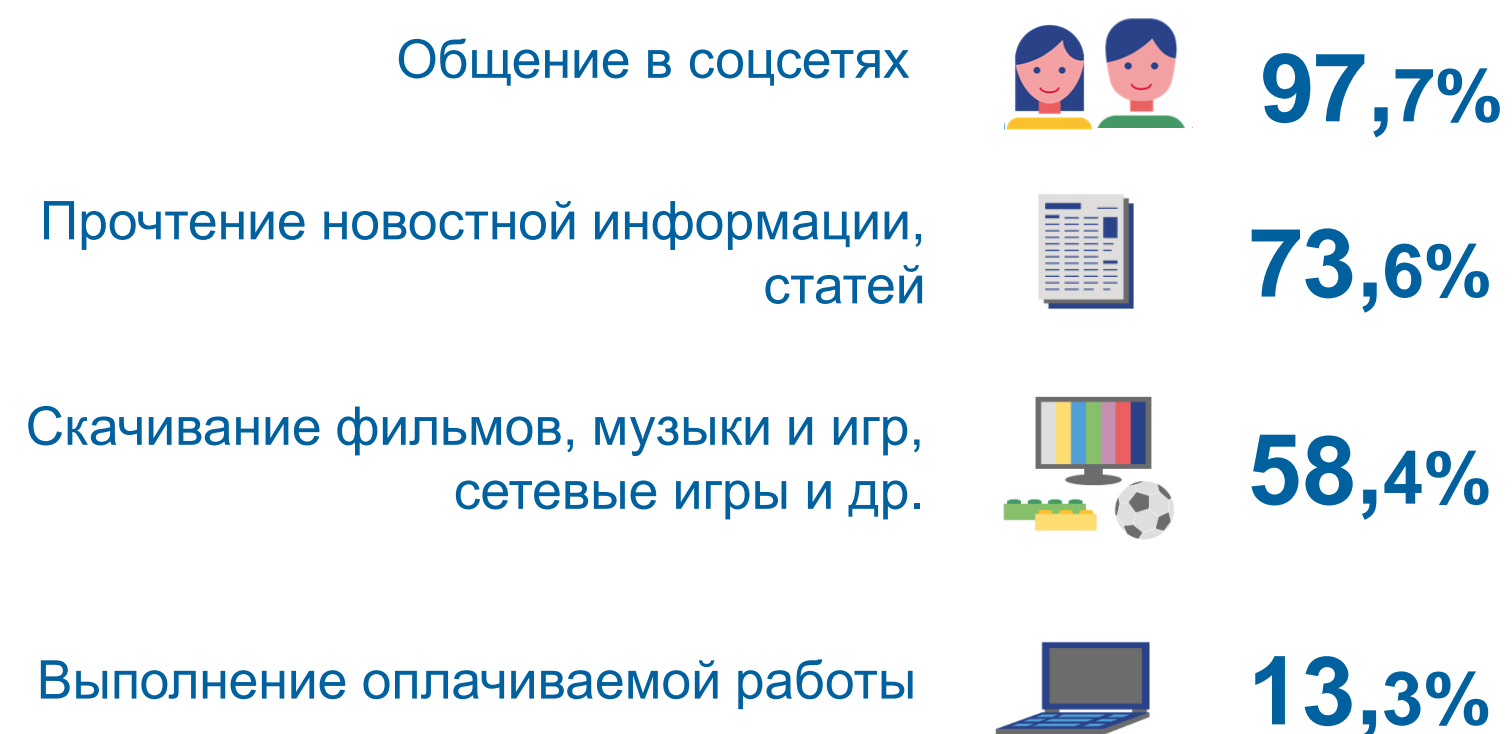 Общение в соцсетях
97,7%
Прочтение новостной информации,
статей
73,6%
Скачивание фильмов, музыки и игр,
сетевые игры и др.
58,4%
Выполнение оплачиваемой работы
13,3%